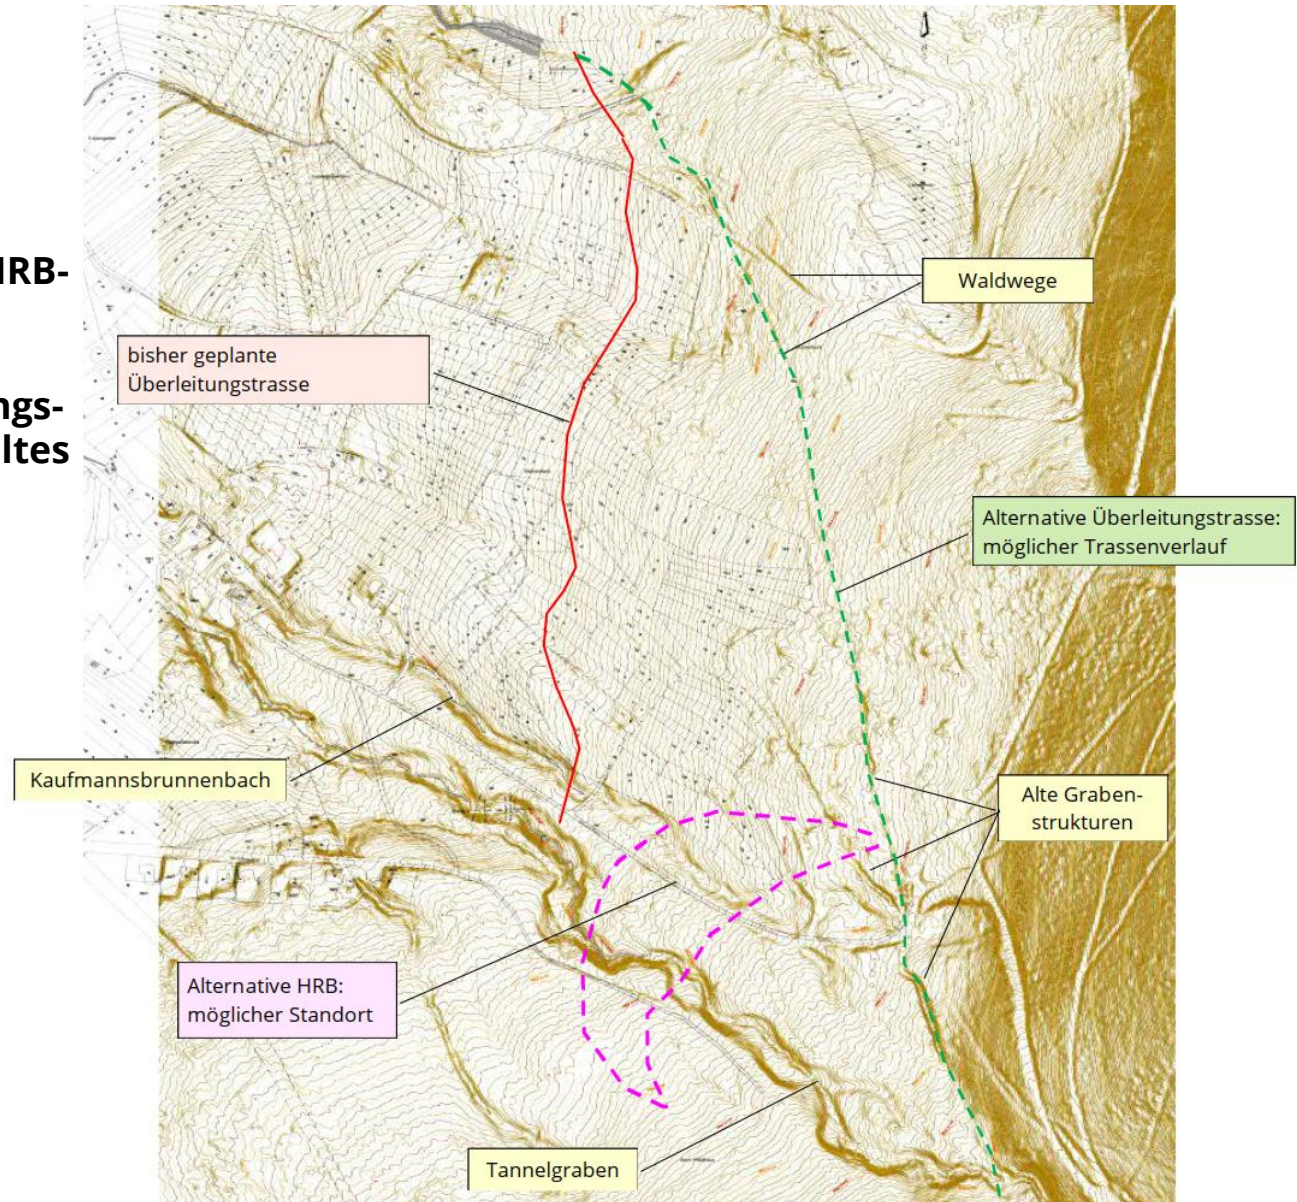 HRB-
bisher geplante
Überleitungstrasse
ngs-
ltes
Waldwege
Alternative Überleitungstrasse:
möglicher Trassenverlauf
Kaufmannsbrunnenbach
Alte Graben-
strukturen
Alternative HRB:
möglicher Standort
Tannelgraben